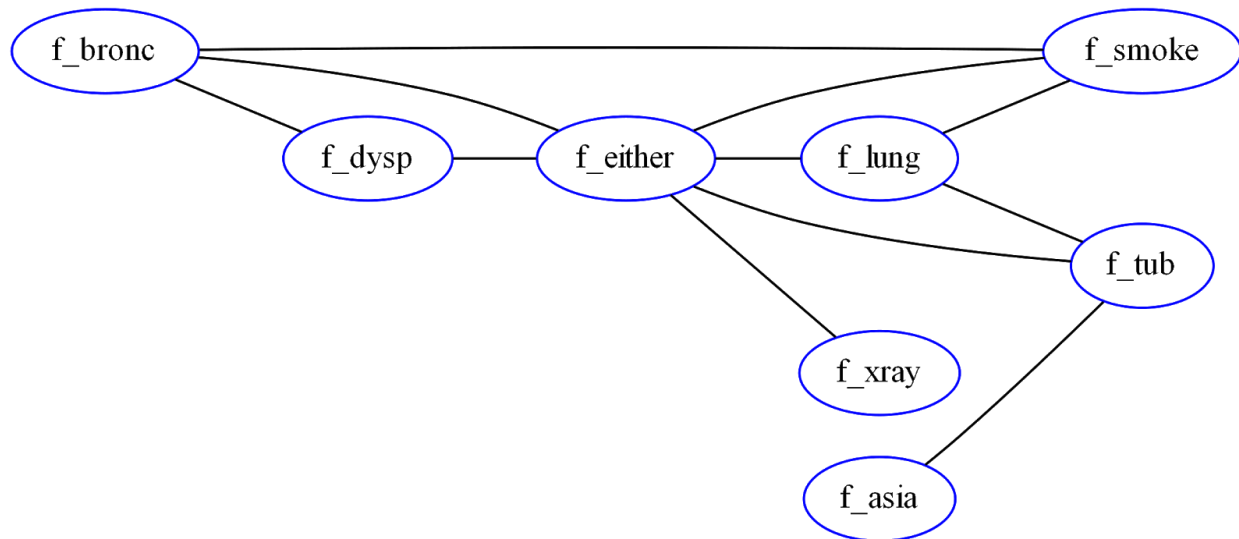 f_bronc
f_smoke
f_dysp
f_either
f_lung
f_tub
f_xray
f_asia